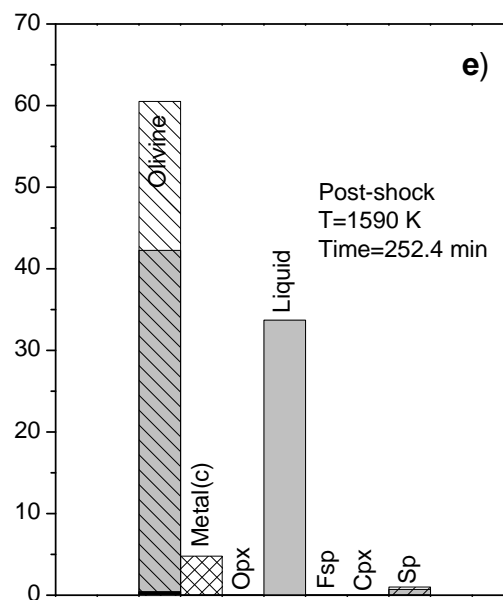 70
60
50
40
30
20
10
0
e)
Olivine
Metal(c)
Opx
Liquid
Fsp
Cpx
Sp
Post-shock
T=1590 K
Time=252.4 min